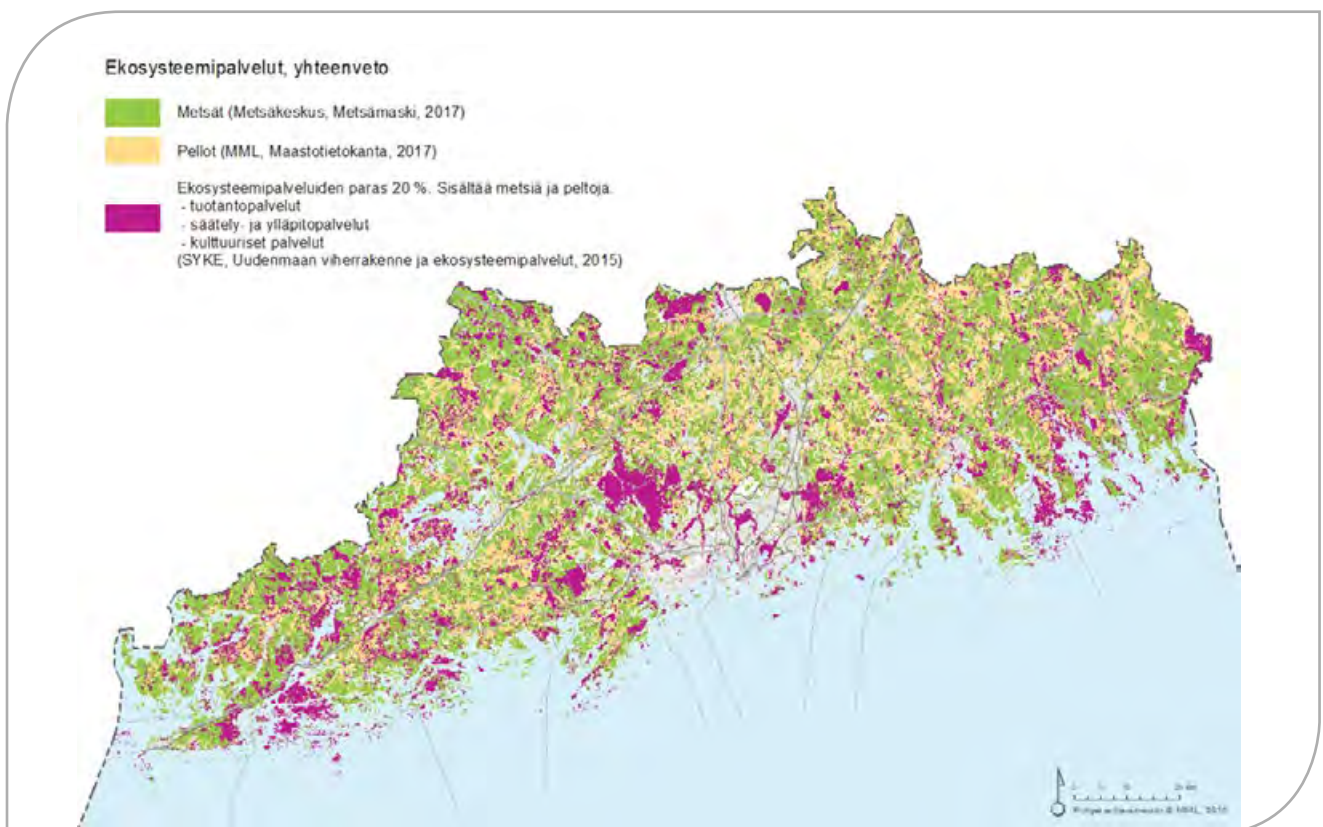 Ekosysteemipalvelut, yhteenveto
Metsät (Metsäkeskus, Metsämaski, 2017)
Pellot (MML, Maastotietokanta, 2017)
Ekosysteemipalveluiden paras 20 %. Sisältää metsiä ja peltoja.
- tuotantopalvelut
- säätely- ja ylläpitopalvelut
- kulttuuriset palvelut
(SYKE, Uudenmaan viherrakenne ja ekosysteemipalvelut, 2015)
© MML,